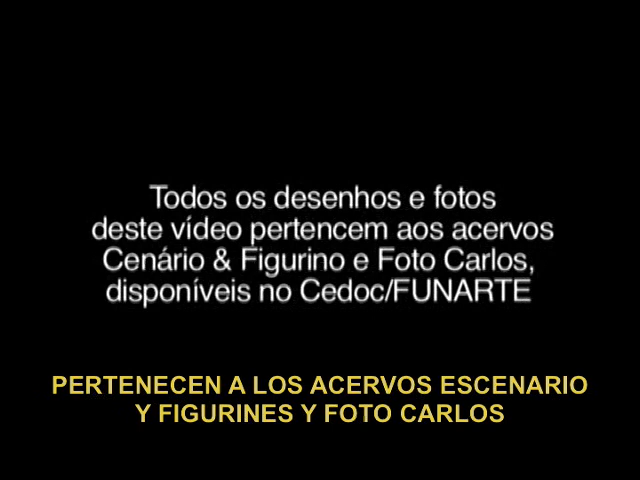 Todos os desenhos e fotos
deste vídeo pertencem aos acervos
Cenário & Figurino e Foto Carlos,
disponíveis no Cedoc/FUNARTE
PERTENECEN A LOS ACERVOS ESCENARIO
Y FIGURINES Y FOTO CARLOS